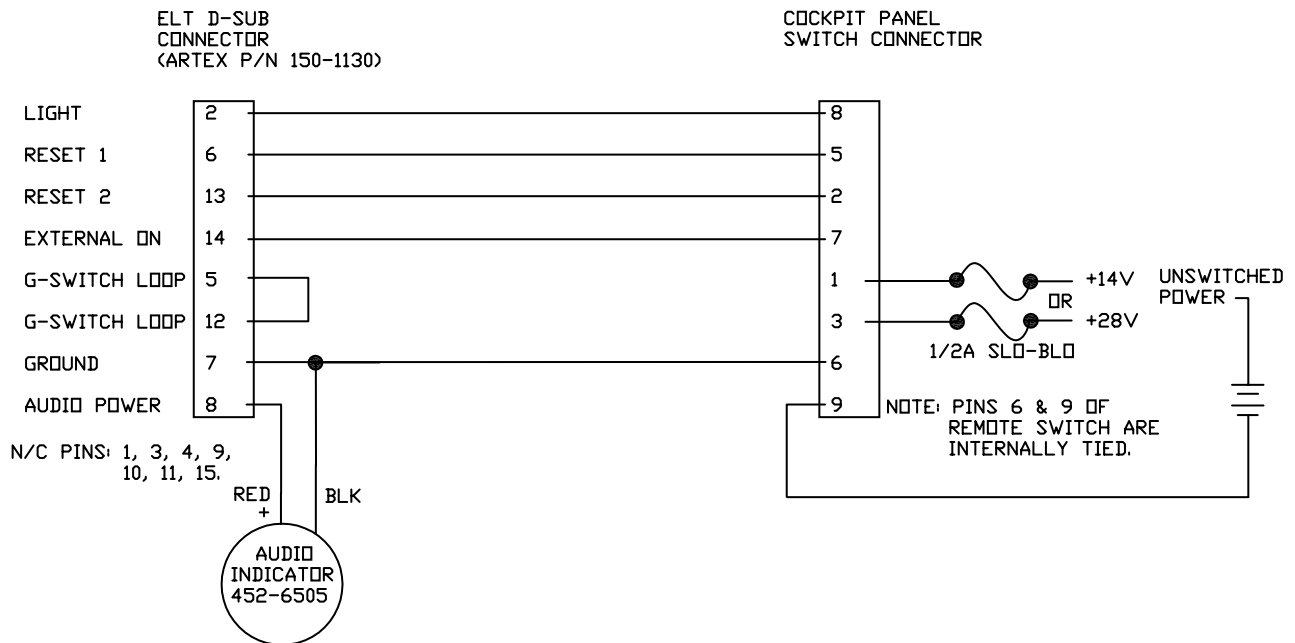 ELT D-SUB
CONNECTOR
(ARTEX P/N 150-1130)
COCKPIT PANEL
SWITCH CONNECTOR
LIGHT 2 8
RESET 1 6 5
RESET 2 13 2
EXTERNAL ON 14 7
G-SWITCH LOOP 5 1 +14V UNSWITCHED
OR POWER
G-SWITCH LOOP 12 3 +28V
1/2A SLO-BLO
GROUND 7 6
AUDIO POWER 8 9
NOTE: PINS 6 & 9 OF
REMOTE SWITCH ARE
INTERNALLY TIED.
N/C PINS: 1, 3, 4, 9,
10, 11, 15.
RED BLK
+
AUDIO
INDICATOR
452-6505